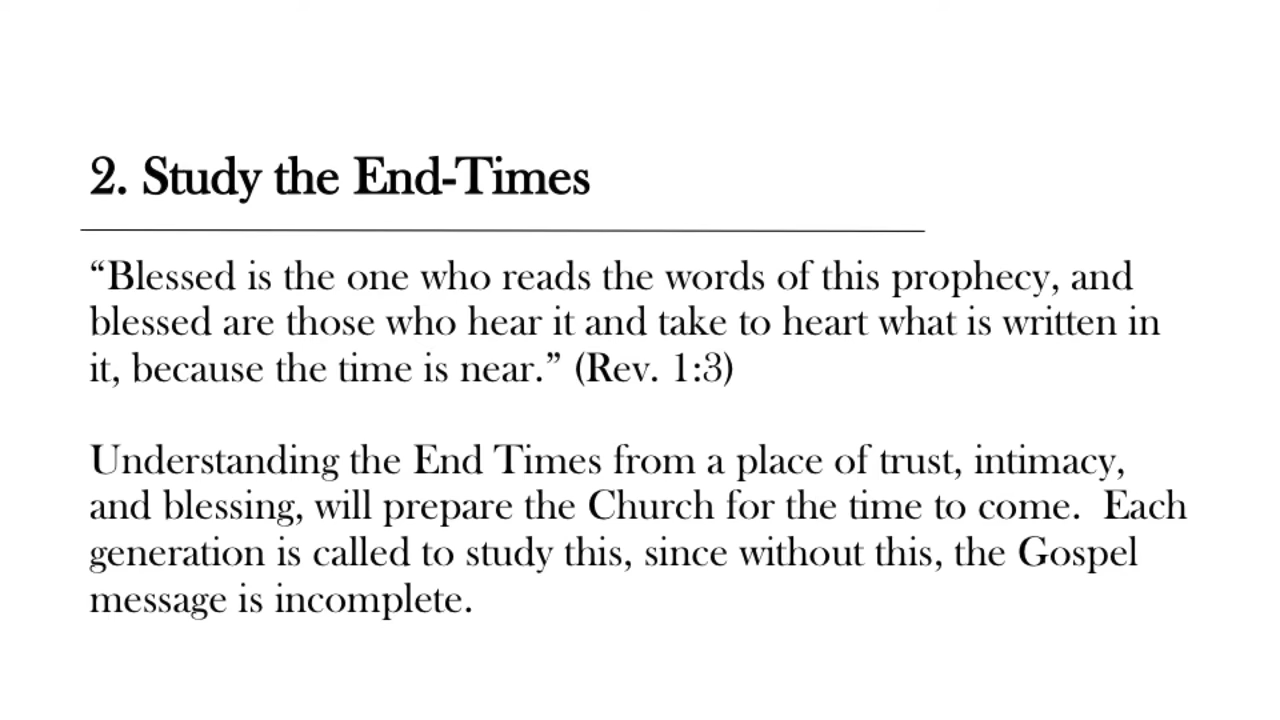 2. Study the End-Times
“Blessed is the one who reads the words of this prophecy, and
blessed are those who hear it and take to heart what is written in
it, because the time is near.” (Rev. 1:3)
Understanding the End Times from a place of trust, intimacy,
and blessing, will prepare the Church for the time to come.  Each
generation is called to study this, since without this, the Gospel
message is incomplete.